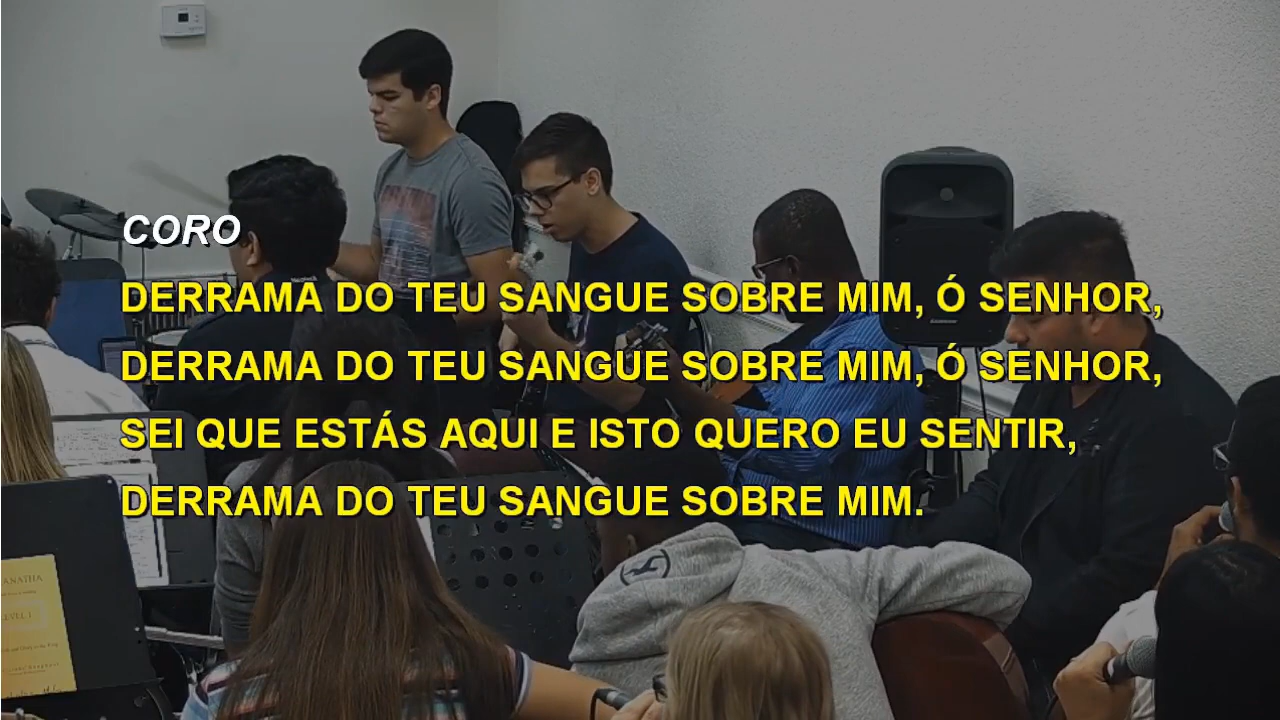 CORO
DERRAMA DO TEU SANGUE SOBRE MIM, Ó SENHOR,
DERRAMA DO TEU SANGUE SOBRE MIM, Ó SENHOR,
SEI QUE ESTÁS AQUI E ISTO QUERO EU SENTIR,
DERRAMA DO TEU SANGUE SOBRE MIM.
ANATHA